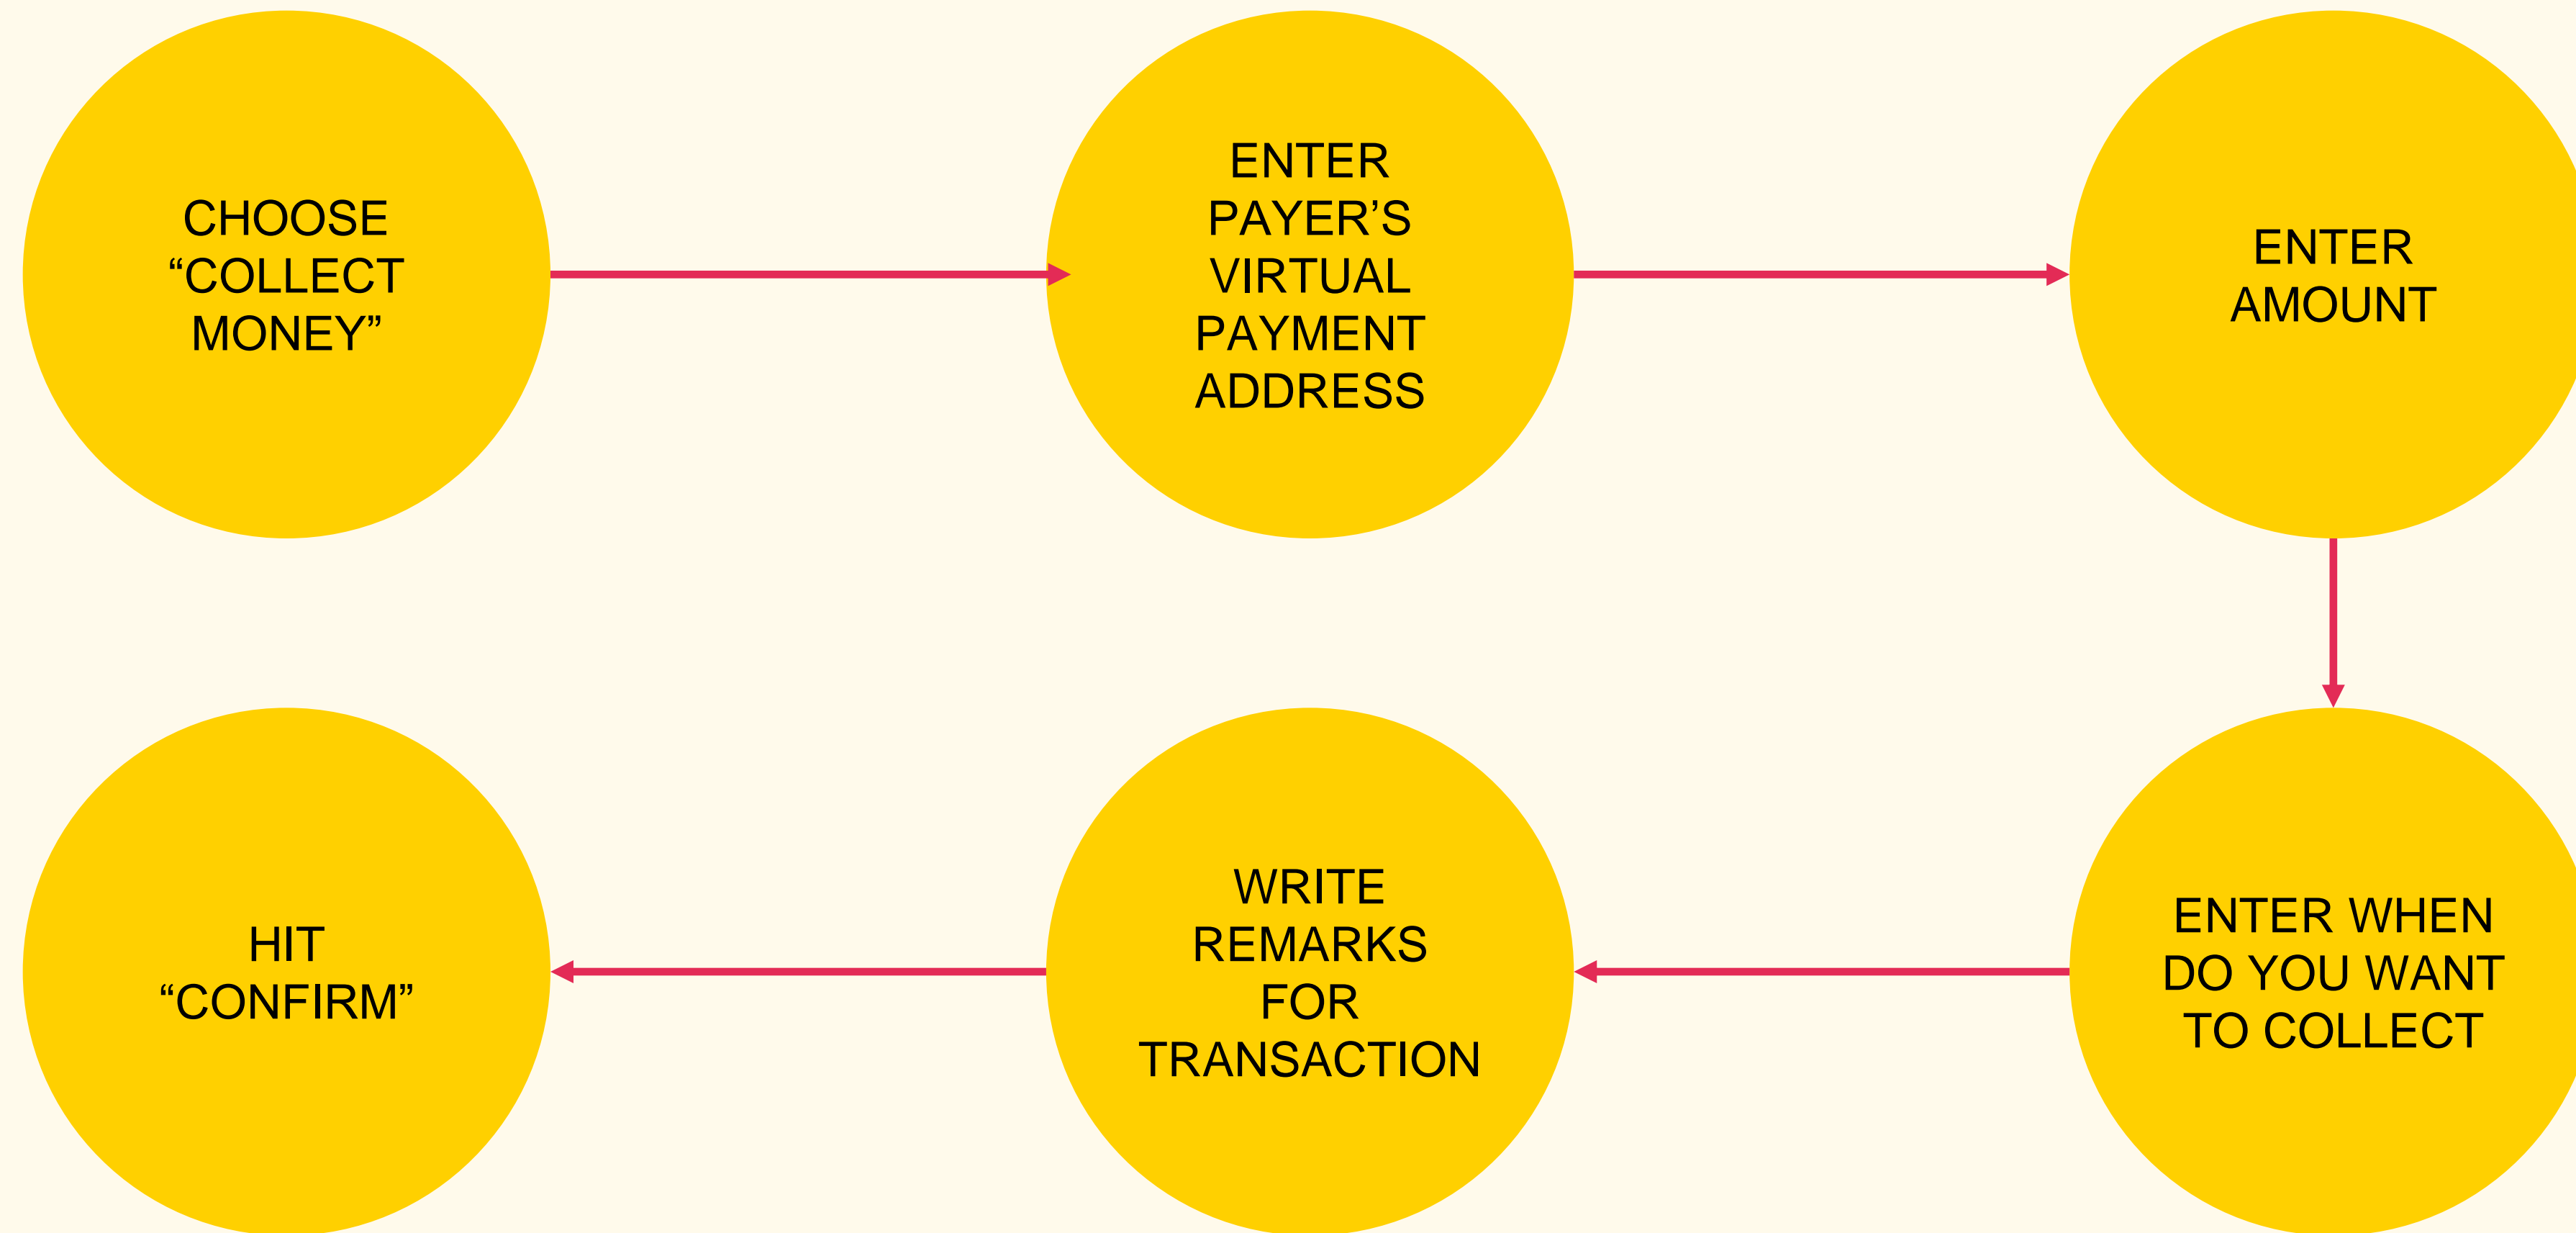 CHOOSE
“COLLECT
MONEY”
ENTER
PAYER’S
VIRTUAL
PAYMENT
ADDRESS
ENTER
AMOUNT
ENTER WHEN
DO YOU WANT
TO COLLECT
WRITE
REMARKS
FOR
TRANSACTION
HIT
“CONFIRM”